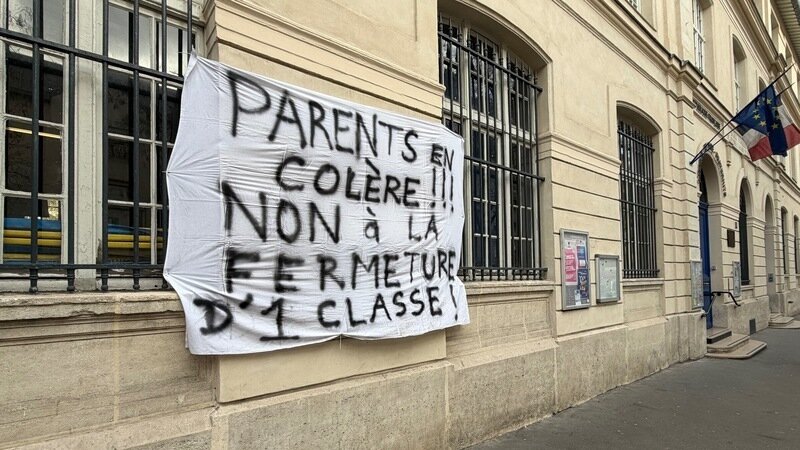 PARENTS EN
COLÈRE !!!
NON à LA
FERMETURE
D'1 CLASSE !